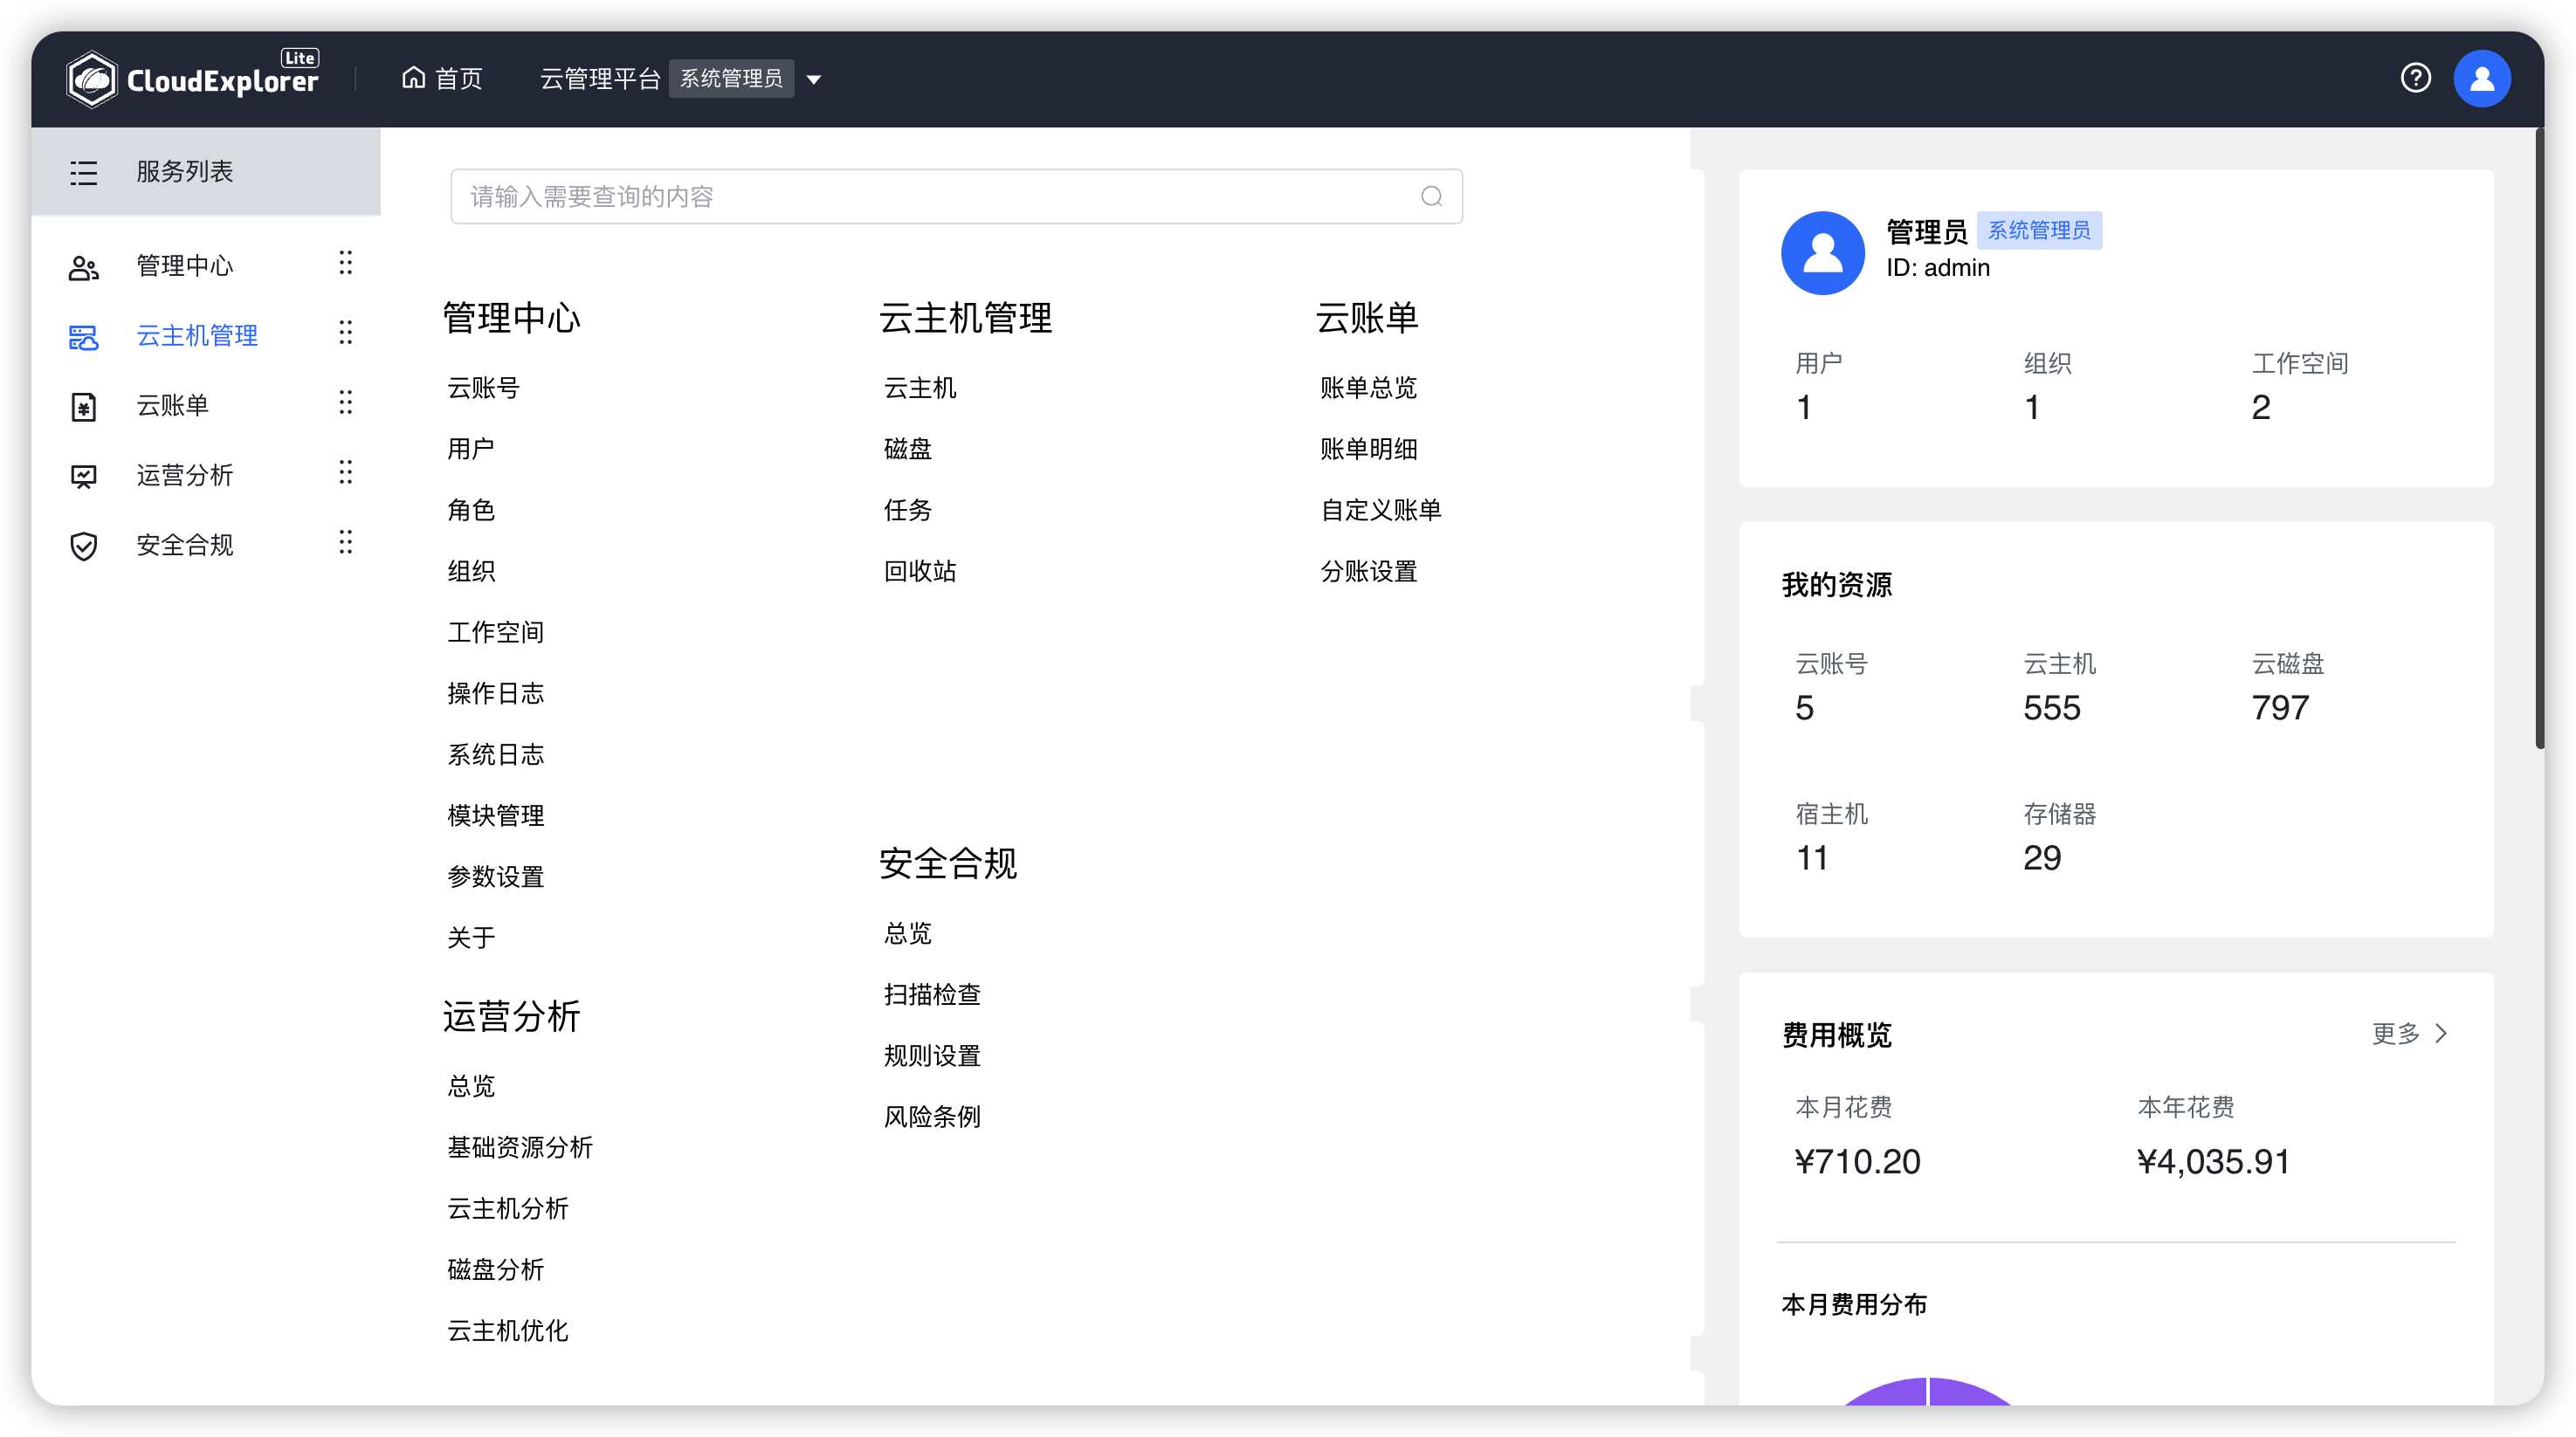 CloudExplorer Lite
首页
云管理平台 系统管理员
服务列表
管理中心
云主机管理
云账单
运营分析
安全合规
请输入需要查询的内容
管理中心
云账号
用户
角色
组织
工作空间
操作日志
系统日志
模块管理
参数设置
关于
运营分析
总览
基础资源分析
云主机分析
磁盘分析
云主机优化
云主机管理
云主机
磁盘
任务
回收站
安全合规
总览
扫描检查
规则设置
风险条例
云账单
账单总览
账单明细
自定义账单
分账设置
管理员 系统管理员
ID: admin
用户 组织 工作空间
1 1 2
我的资源
云账号 云主机 云磁盘
5 555 797
宿主机 存储器
11 29
费用概览 更多
本月花费 本年花费
¥710.20 ¥4,035.91
本月费用分布